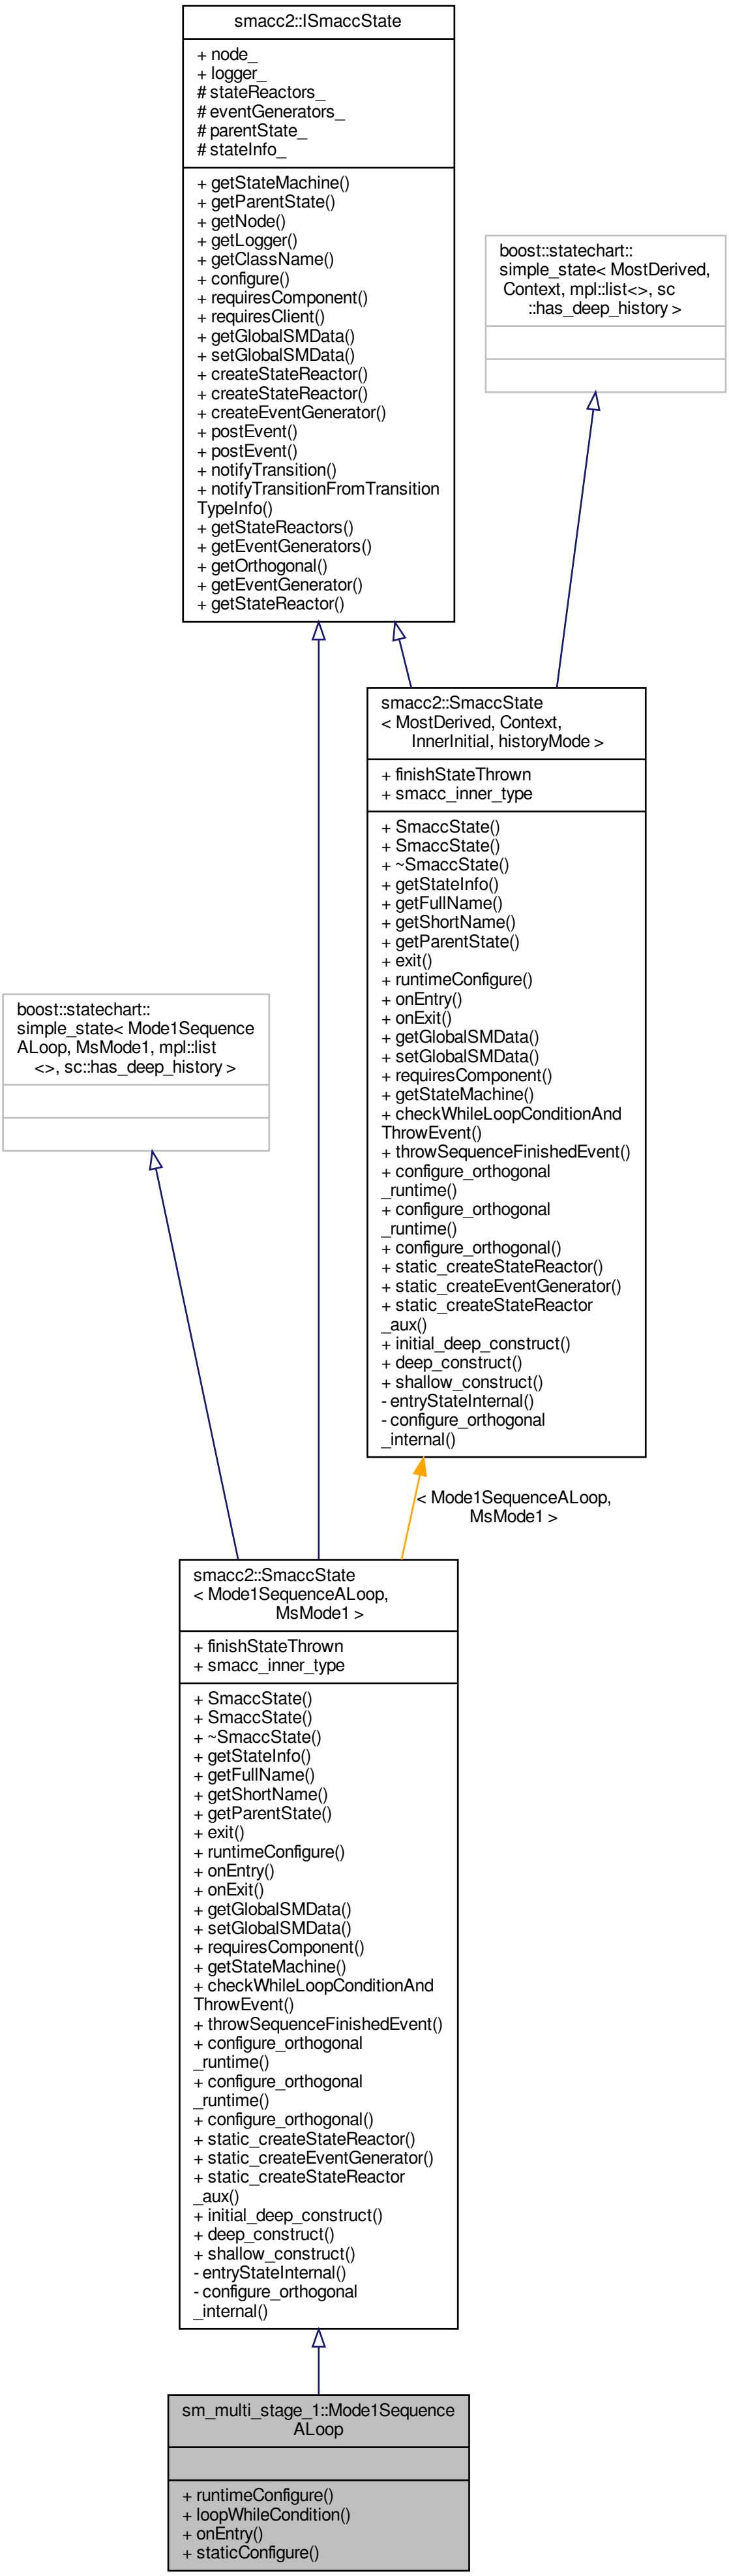 smacc2::ISmaccState
+ node_
+ logger_
# stateReactors_
# eventGenerators_
# parentState_
# stateInfo_
+ getStateMachine()
+ getParentState()
+ getNode()
+ getLogger()
+ getClassName()
+ configure()
+ requiresComponent()
+ requiresClient()
+ getGlobalSMData()
+ setGlobalSMData()
+ createStateReactor()
+ createStateReactor()
+ createEventGenerator()
+ postEvent()
+ postEvent()
+ notifyTransition()
+ notifyTransitionFromTransition
TypeInfo()
+ getStateReactors()
+ getEventGenerators()
+ getOrthogonal()
+ getEventGenerator()
+ getStateReactor()
boost::statechart::
simple_state< MostDerived,
Context, mpl::list<>, sc
::has_deep_history >
smacc2::SmaccState
< MostDerived, Context,
InnerInitial, historyMode >
+ finishStateThrown
+ smacc_inner_type
+ SmaccState()
+ SmaccState()
+ ~SmaccState()
+ getStateInfo()
+ getFullName()
+ getShortName()
+ getParentState()
+ exit()
+ runtimeConfigure()
+ onEntry()
+ onExit()
+ getGlobalSMData()
+ setGlobalSMData()
+ requiresComponent()
+ getStateMachine()
+ checkWhileLoopConditionAnd
ThrowEvent()
+ throwSequenceFinishedEvent()
+ configure_orthogonal
_runtime()
+ configure_orthogonal
_runtime()
+ configure_orthogonal()
+ static_createStateReactor()
+ static_createEventGenerator()
+ static_createStateReactor
_aux()
+ initial_deep_construct()
+ deep_construct()
+ shallow_construct()
- entryStateInternal()
- configure_orthogonal
_internal()
boost::statechart::
simple_state< Mode1Sequence
ALoop, MsMode1, mpl::list
<>, sc::has_deep_history >
< Mode1SequenceALoop,
MsMode1 >
smacc2::SmaccState
< Mode1SequenceALoop,
MsMode1 >
+ finishStateThrown
+ smacc_inner_type
+ SmaccState()
+ SmaccState()
+ ~SmaccState()
+ getStateInfo()
+ getFullName()
+ getShortName()
+ getParentState()
+ exit()
+ runtimeConfigure()
+ onEntry()
+ onExit()
+ getGlobalSMData()
+ setGlobalSMData()
+ requiresComponent()
+ getStateMachine()
+ checkWhileLoopConditionAnd
ThrowEvent()
+ throwSequenceFinishedEvent()
+ configure_orthogonal
_runtime()
+ configure_orthogonal
_runtime()
+ configure_orthogonal()
+ static_createStateReactor()
+ static_createEventGenerator()
+ static_createStateReactor
_aux()
+ initial_deep_construct()
+ deep_construct()
+ shallow_construct()
- entryStateInternal()
- configure_orthogonal
_internal()
sm_multi_stage_1::Mode1Sequence
ALoop
+ runtimeConfigure()
+ loopWhileCondition()
+ onEntry()
+ staticConfigure()